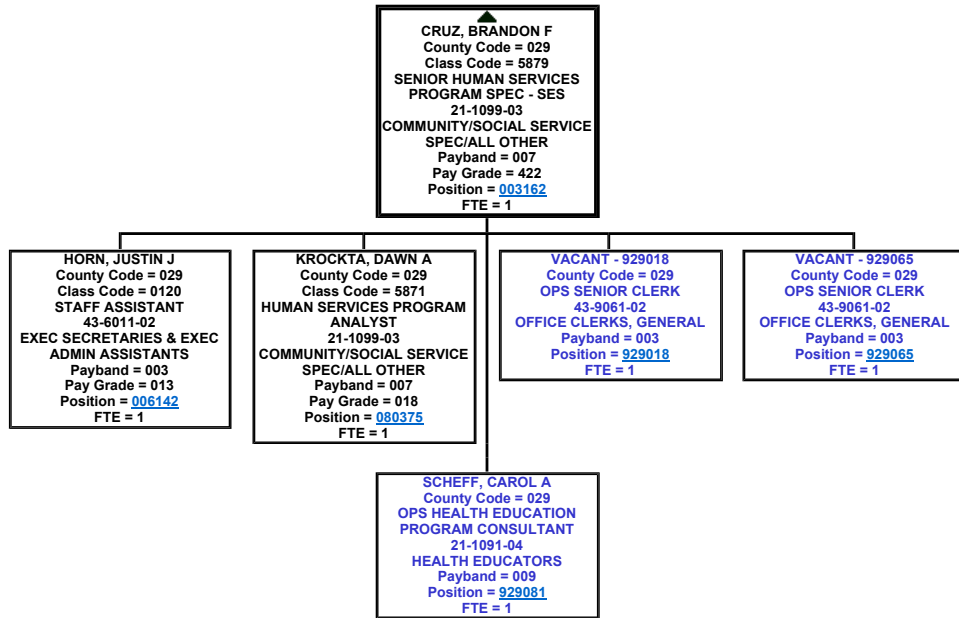 CRUZ, BRANDON F
County Code = 029
Class Code = 5879
SENIOR HUMAN SERVICES
PROGRAM SPEC - SES
21-1099-03
COMMUNITY/SOCIAL SERVICE
SPEC/ALL OTHER
Payband = 007
Pay Grade = 422
Position = 003162
FTE = 1
HORN, JUSTIN J
County Code = 029
Class Code = 0120
STAFF ASSISTANT
43-6011-02
EXEC SECRETARIES & EXEC
ADMIN ASSISTANTS
Payband = 003
Pay Grade = 013
Position = 006142
FTE = 1
KROCKTA, DAWN A
County Code = 029
Class Code = 5871
HUMAN SERVICES PROGRAM
ANALYST
21-1099-03
COMMUNITY/SOCIAL SERVICE
SPEC/ALL OTHER
Payband = 007
Pay Grade = 018
Position = 080375
FTE = 1
VACANT - 929018
County Code = 029
OPS SENIOR CLERK
43-9061-02
OFFICE CLERKS, GENERAL
Payband = 003
Position = 929018
FTE = 1
VACANT - 929065
County Code = 029
OPS SENIOR CLERK
43-9061-02
OFFICE CLERKS, GENERAL
Payband = 003
Position = 929065
FTE = 1
SCHEFF, CAROL A
County Code = 029
OPS HEALTH EDUCATION
PROGRAM CONSULTANT
21-1091-04
HEALTH EDUCATORS
Payband = 009
Position = 929081
FTE = 1